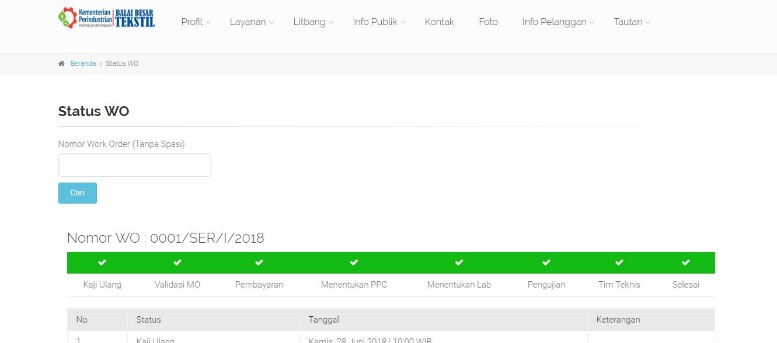 Kementerian
Perindustrian
REPUBLIK INDONESIA
BALAI BESAR
TEKSTIL
Profil Layanan Litbang Info Publik Kontak Foto Info Pelanggan Tautan
Beranda » Status WO
Status WO
Nomor Work Order (Tanpa Spasi)
Cari
Nomor WO : 0001/SER/I/2018
Kaji Ulang Validasi MO Pembayaran Menentukan PPC Menentukan Lab Pengujian Tim Teknis Selesai
No Status Tanggal Keterangan
1 Kaji Ulang Kamis, 28 Juni 2018 | 10:00 WIB